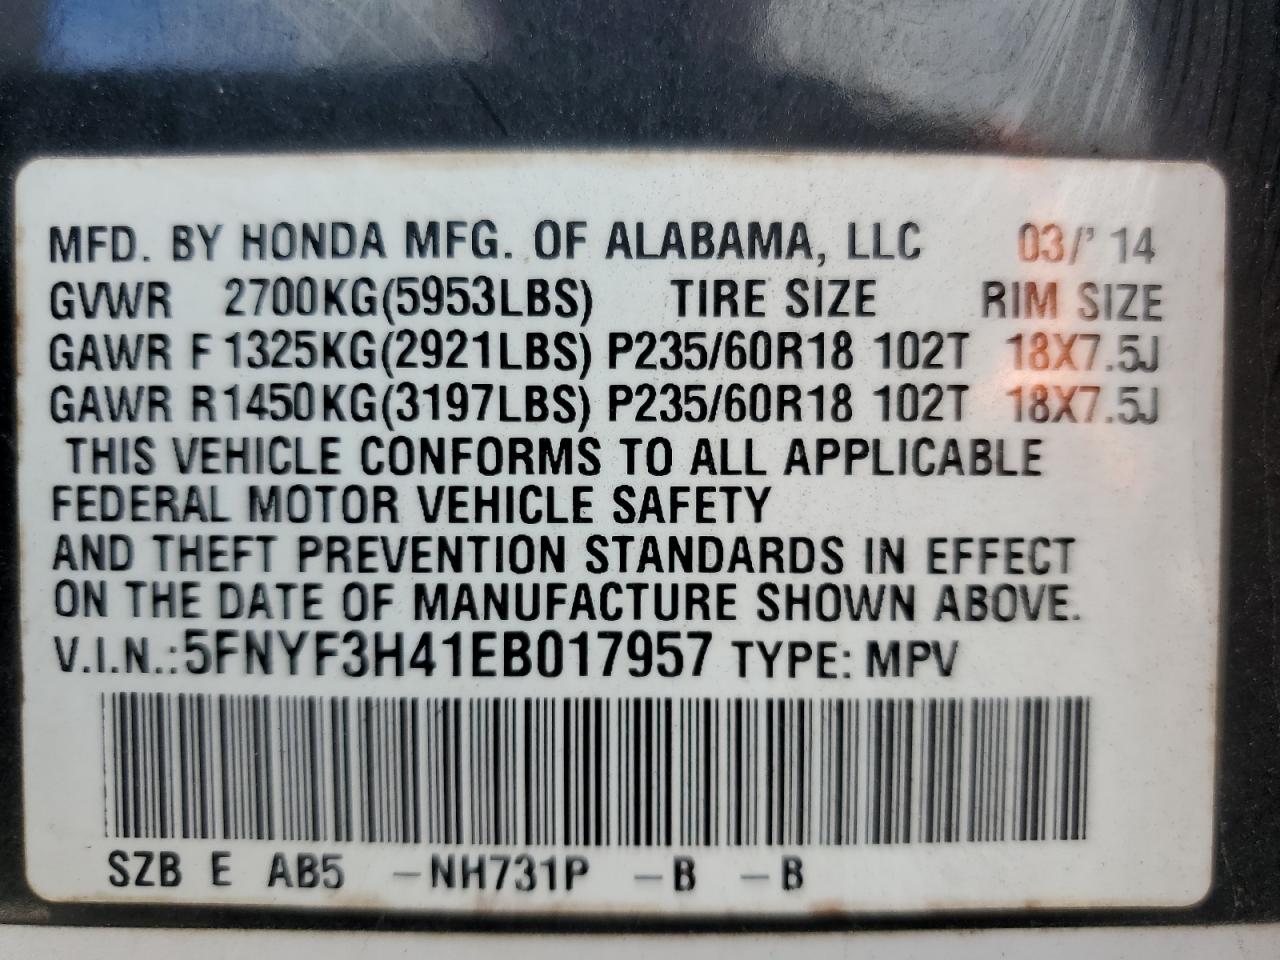 MFD. BY HONDA MFG. OF ALABAMA, LLC 03/' 14
GVWR 2700KG(5953LBS) TIRE SIZE RIM SIZE
GAWR F 1325KG(2921LBS) P235/60R18 102T 18X7.5J
GAWR R 1450KG(3197LBS) P235/60R18 102T 18X7.5J
THIS VEHICLE CONFORMS TO ALL APPLICABLE
FEDERAL MOTOR VEHICLE SAFETY
AND THEFT PREVENTION STANDARDS IN EFFECT
ON THE DATE OF MANUFACTURE SHOWN ABOVE.
V.I.N.:5FNYF3H41EB017957 TYPE: MPV
SZB E AB5 -NH731P -B -B